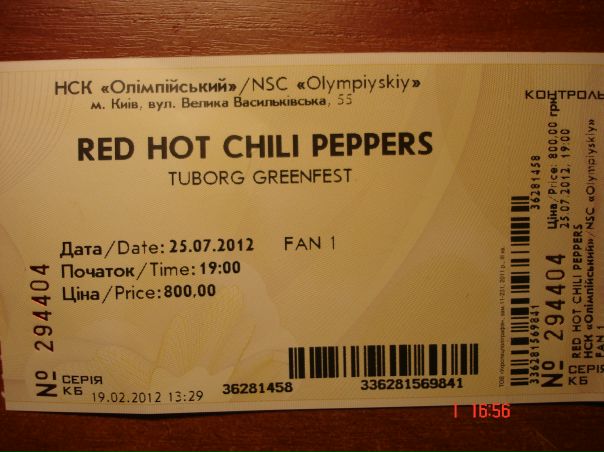 НСК «Олімпійський»/NSC «Olympiyskiy»
м. Київ, вул. Велика Васильківська, 55
RED HOT CHILI PEPPERS
TUBORG GREENFEST
Дата/Date: 25.07.2012 FAN 1
Початок/Time: 19:00
Ціна/Price: 800,00
№ 294404
СЕРІЯ
КБ
19.02.2012 13:29
36281458
336281569841
КОНТРОЛЬ
36281458
336281569841
Ціна/Price: 800,00 грн
25.07.2012, 19:00
№ 294404
RED HOT CHILI PEPPERS
НСК «Олімпійський»/NSC «Olympiyskiy»
FAN 1
СЕРІЯ
КБ
1 16:56